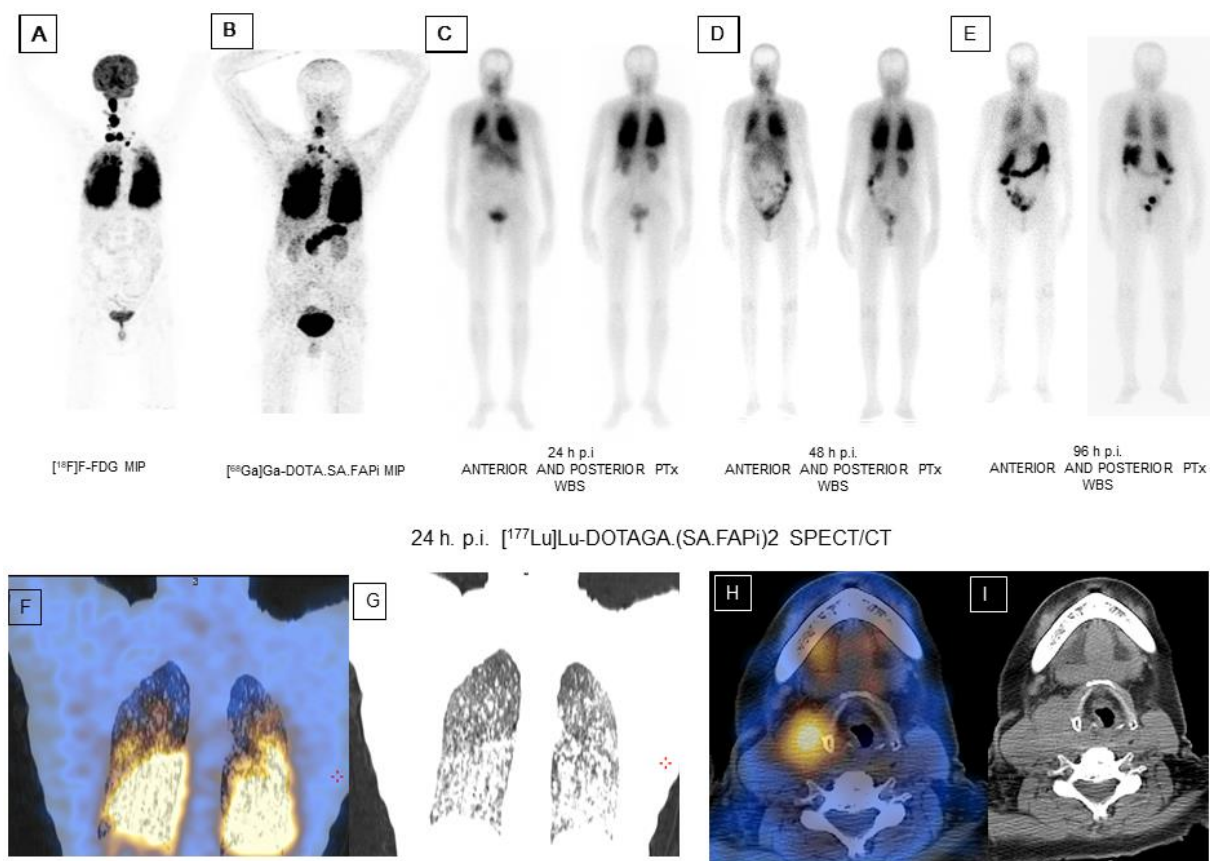 A
B
C
D
E
[18F]F-FDG MIP
[68Ga]Ga-DOTA.SA.FAPi MIP
24 h p.i
ANTERIOR AND POSTERIOR PTx
WBS
48 h p.i.
ANTERIOR AND POSTERIOR PTx
WBS
96 h p.i.
ANTERIOR AND POSTERIOR PTx
WBS
24 h. p.i. [177Lu]Lu-DOTAGA.(SA.FAPi)2 SPECT/CT
F
G
H
I